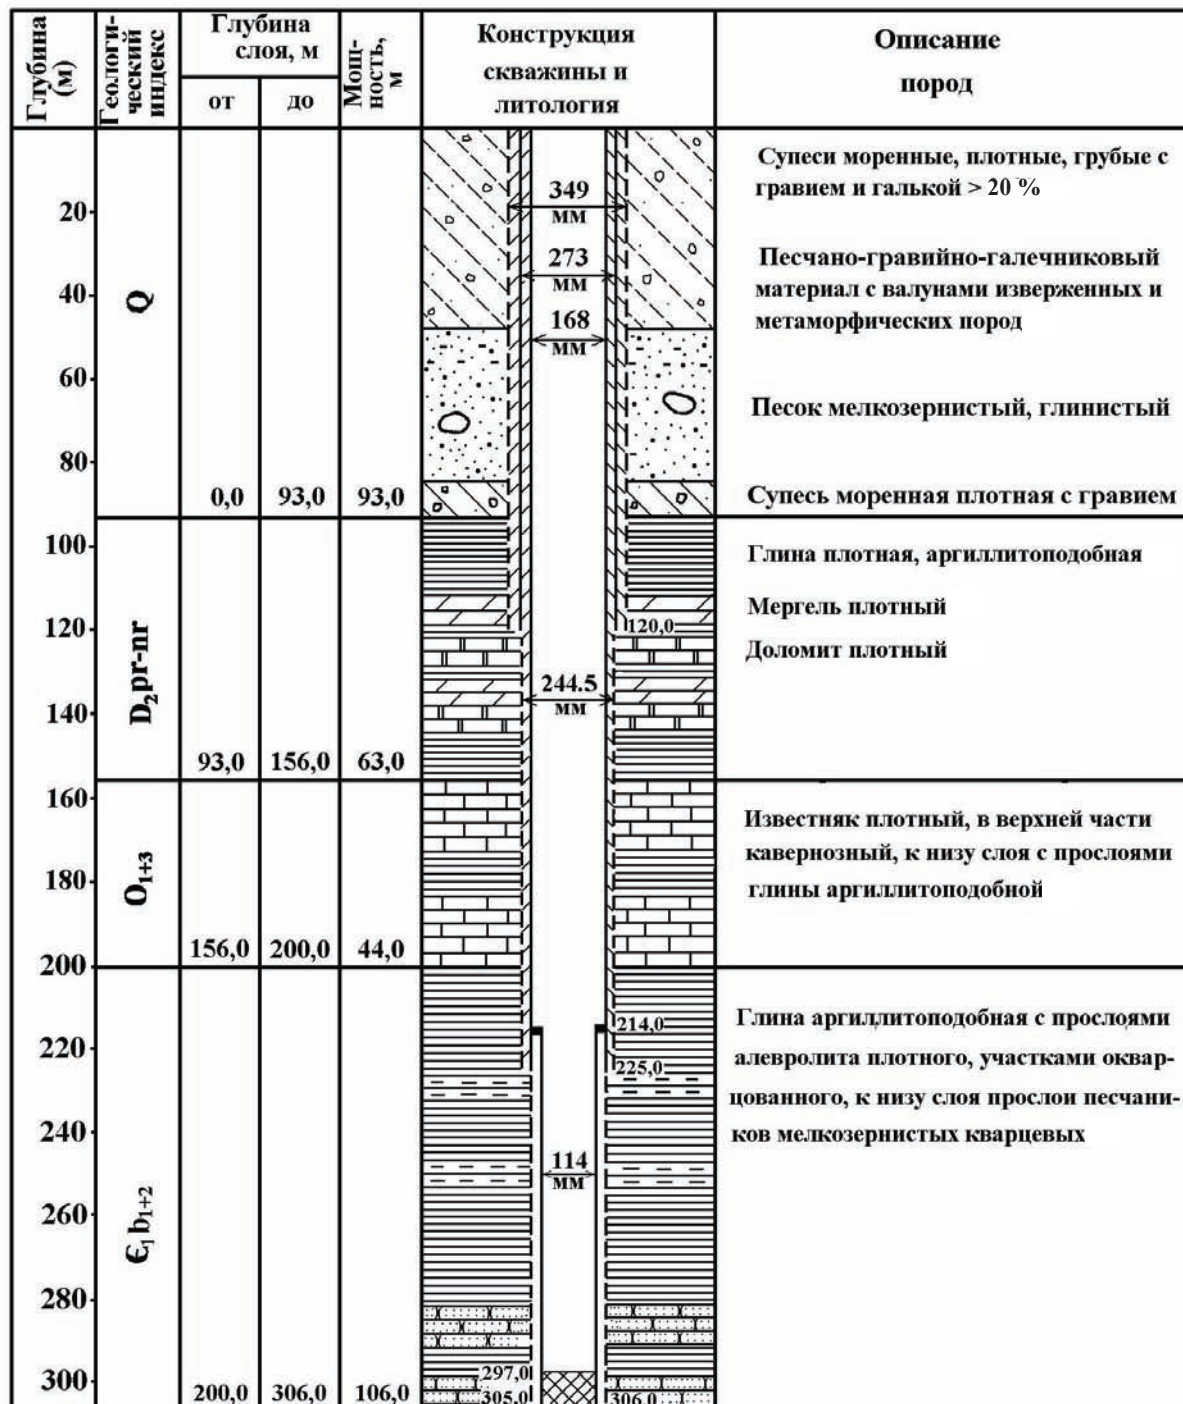 Глубина
(м)
Геологи-
ческий
индекс
Глубина
слоя, м
от
до
Мощ-
ность,
м
Конструкция
скважины и
литология
Описание
пород
20
40
60
80
100
120
140
160
180
200
220
240
260
280
300
Q
0,0 93,0 93,0
349
мм
273
мм
168
мм
Супеси моренные, плотные, грубые с
гравием и галькой > 20 %
Песчано-гравийно-галечниковый
материал с валунами изверженных и
метаморфических пород
Песок мелкозернистый, глинистый
Супесь моренная плотная с гравием
D₂pr-nr
93,0 156,0 63,0
120,0
244.5
мм
Глина плотная, аргиллитоподобная
Мергель плотный
Доломит плотный
O₁₊₃
156,0 200,0 44,0
Известняк плотный, в верхней части
кавернозный, к низу слоя с прослоями
глины аргиллитоподобной
Є₁b₁₊₂
200,0 306,0 106,0
214,0
225,0
114
мм
297,0
305,0
306,0
Глина аргиллитоподобная с прослоями
алевролита плотного, участками оквар-
цованного, к низу слоя прослои песчани-
ков мелкозернистых кварцевых